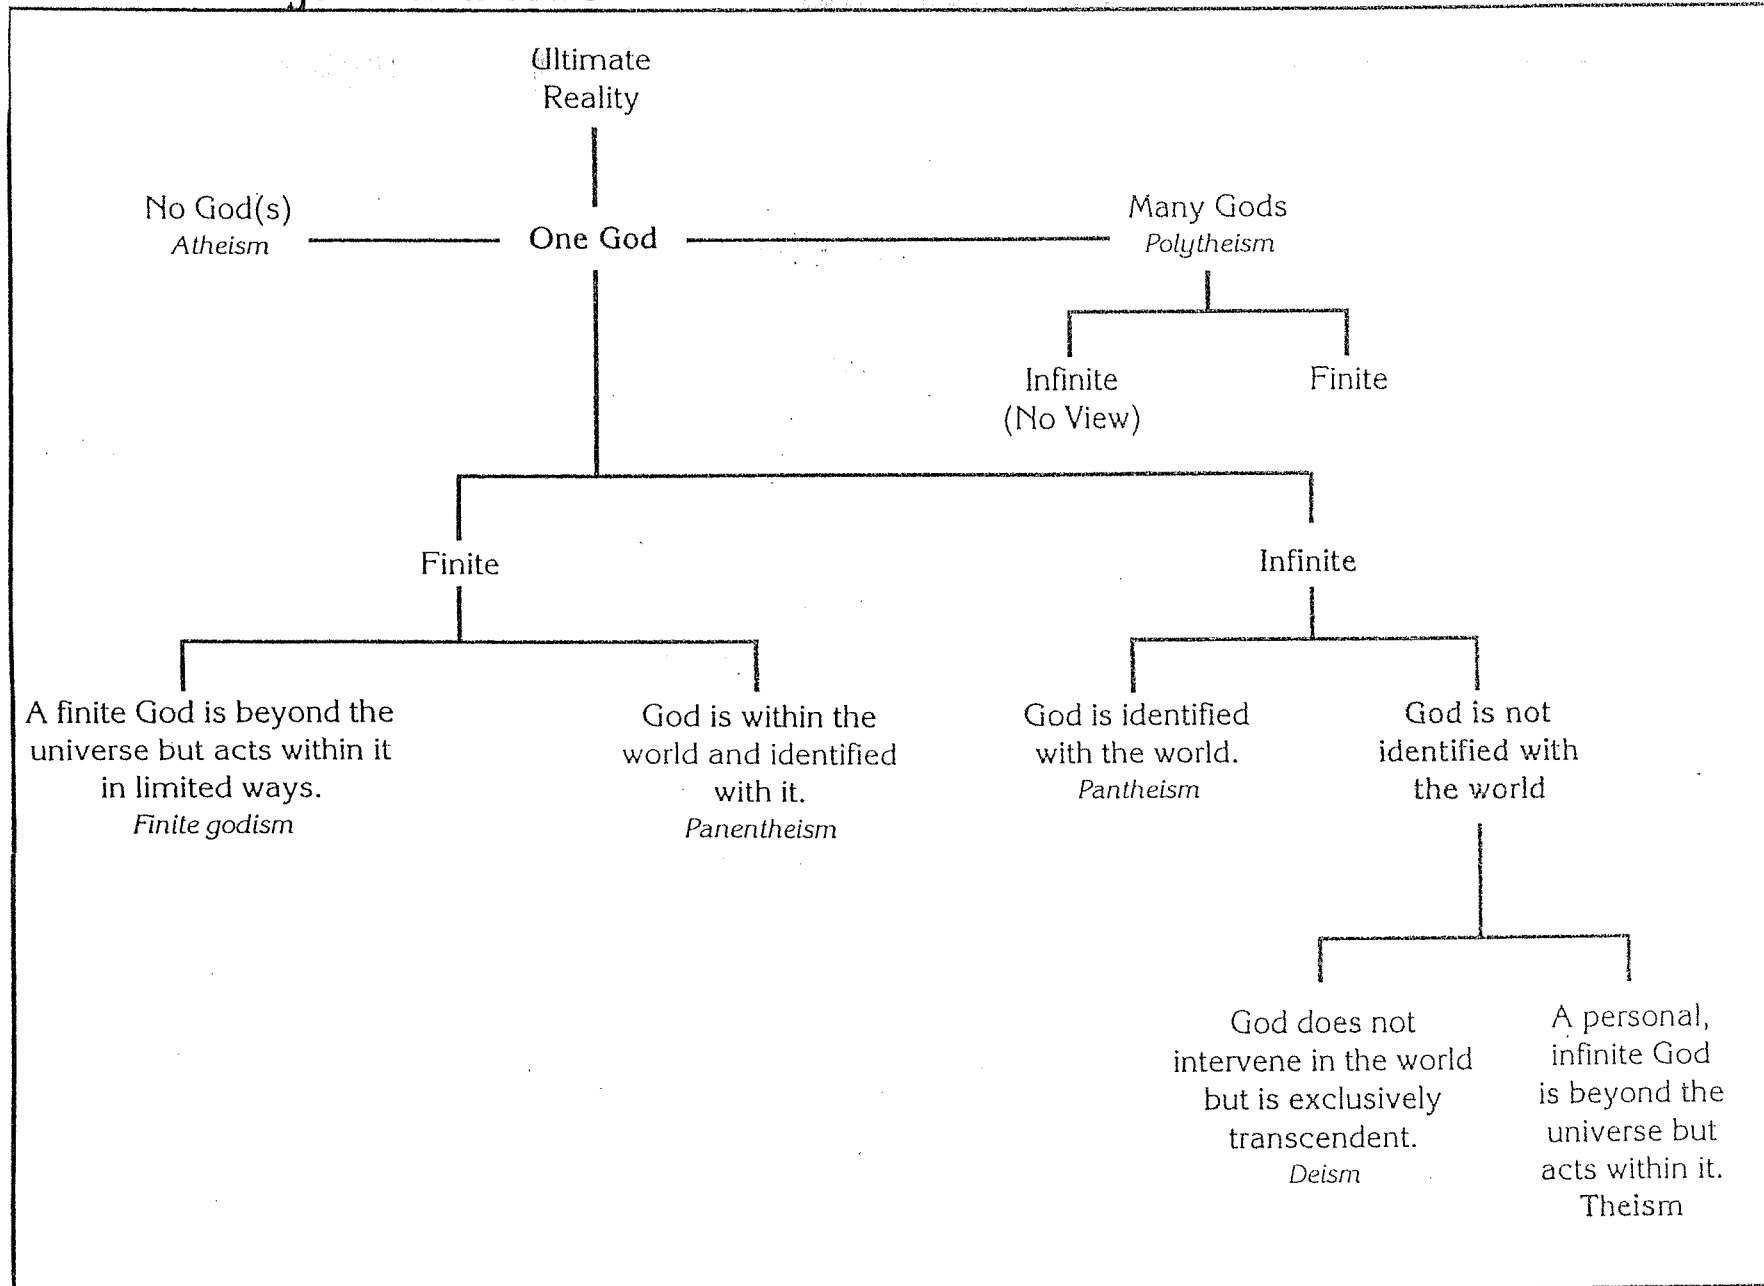 Ultimate
Reality
No God(s)
Atheism
One God
Many Gods
Polytheism
Infinite
(No View)
Finite
Finite
Infinite
A finite God is beyond the
universe but acts within it
in limited ways.
Finite godism
God is within the
world and identified
with it.
Panentheism
God is identified
with the world.
Pantheism
God is not
identified with
the world
God does not
intervene in the world
but is exclusively
transcendent.
Deism
A personal,
infinite God
is beyond the
universe but
acts within it.
Theism